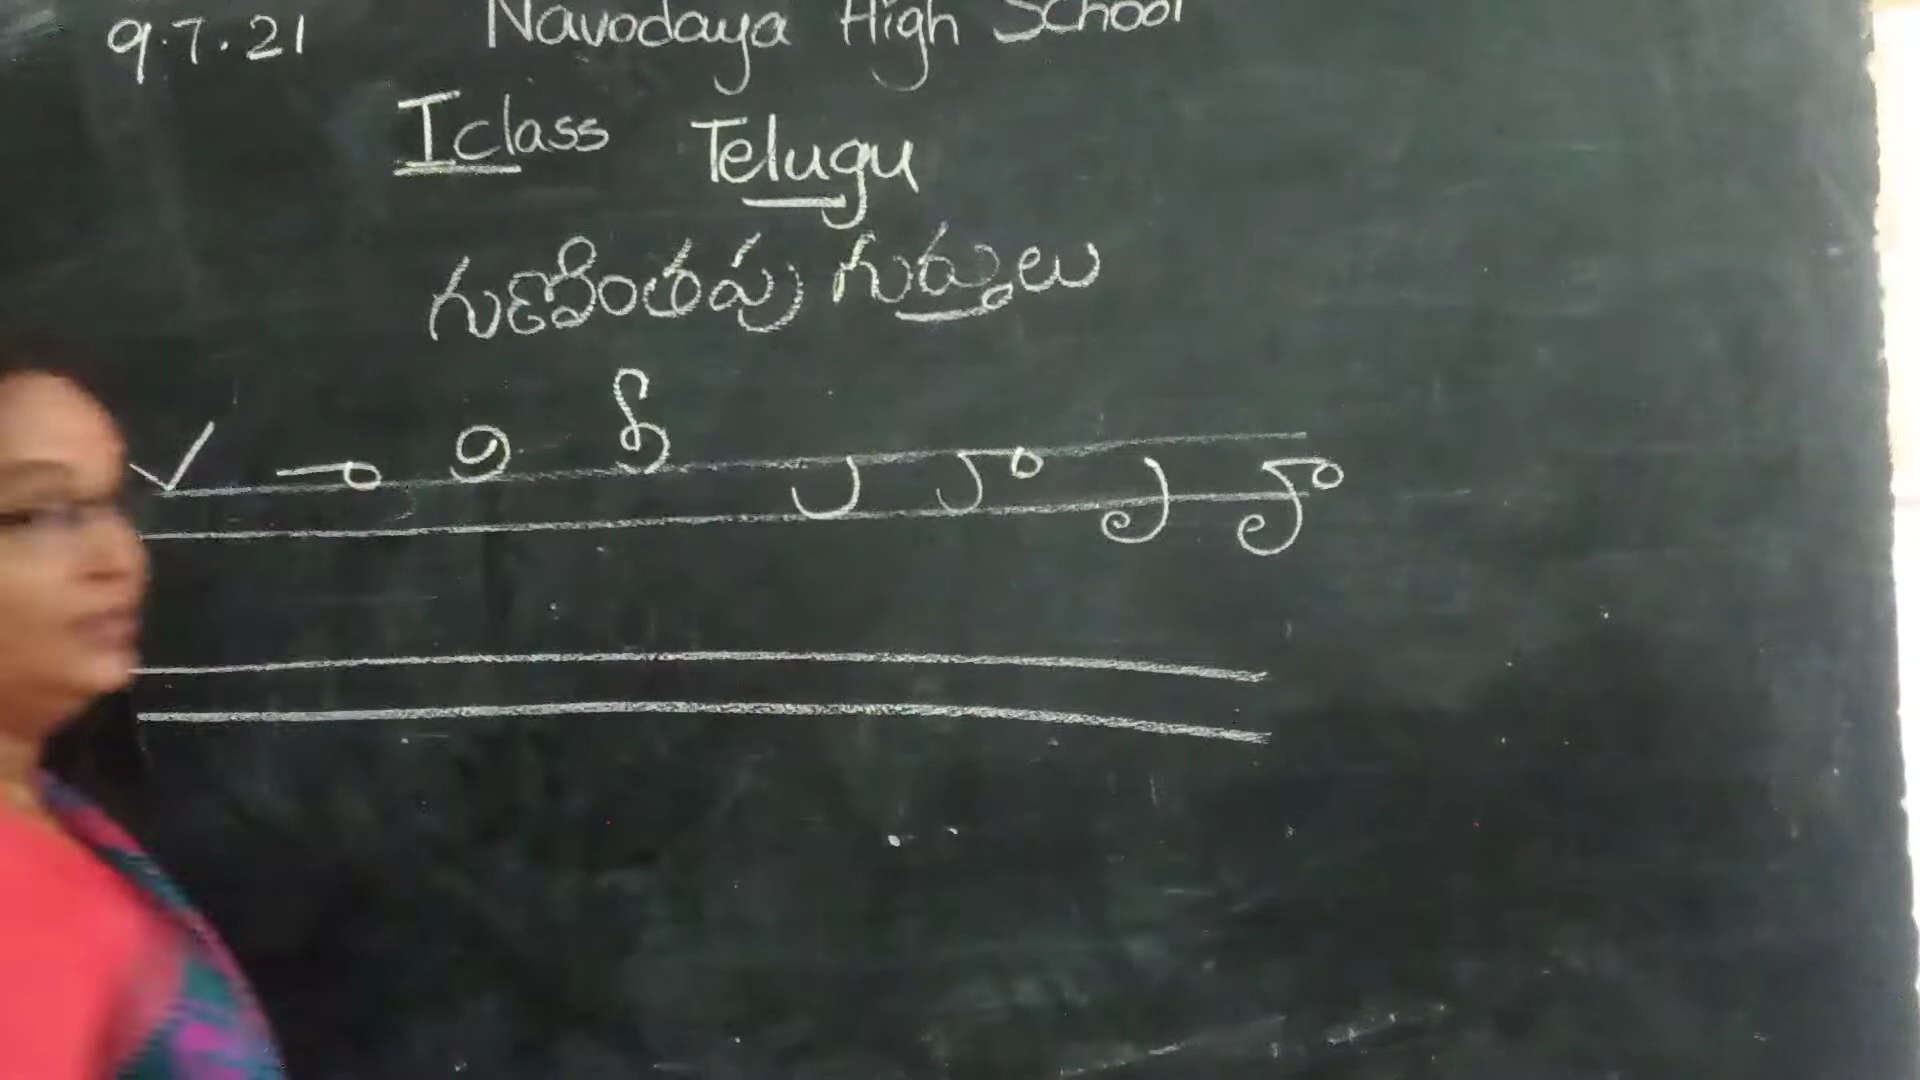 9.7.21 Navodaya High School
I class Telugu
గుణింతపు గుర్తులు
✓ ా ి ీ ు ూ ృ ౄ